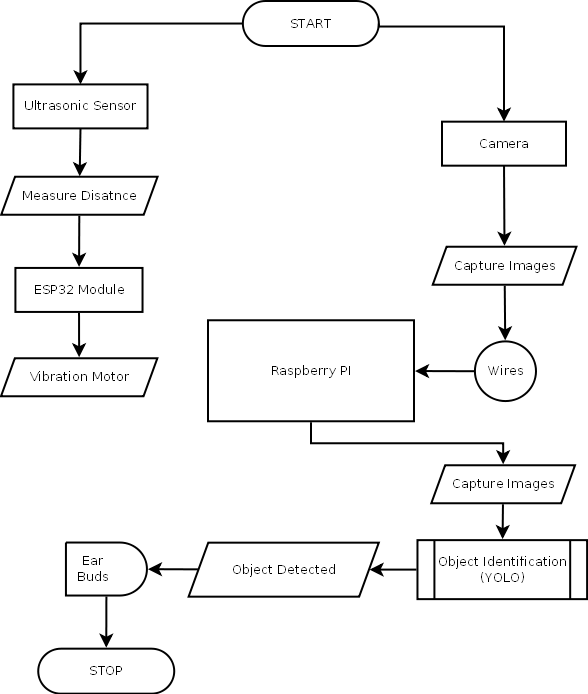 START
Ultrasonic Sensor
Camera
Measure Disatnce
Capture Images
ESP32 Module
Vibration Motor
Raspberry PI
Wires
Capture Images
Object Identification
(YOLO)
Object Detected
Ear
Buds
STOP